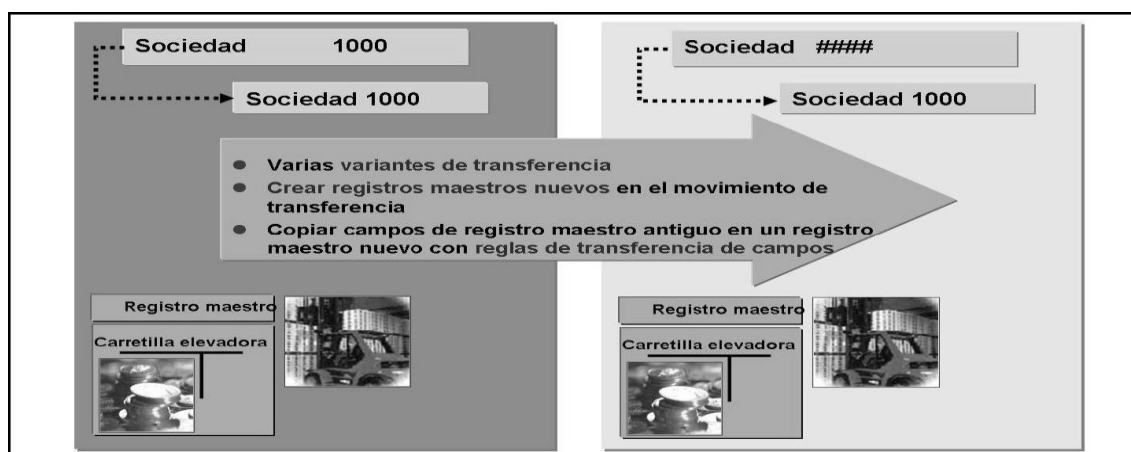 Sociedad 1000
Sociedad 1000
Sociedad ####
Sociedad 1000
Varias variantes de transferencia
Crear registros maestros nuevos en el movimiento de
transferencia
Copiar campos de registro maestro antiguo en un registro
maestro nuevo con reglas de transferencia de campos
Registro maestro
Carretilla elevadora
Registro maestro
Carretilla elevadora